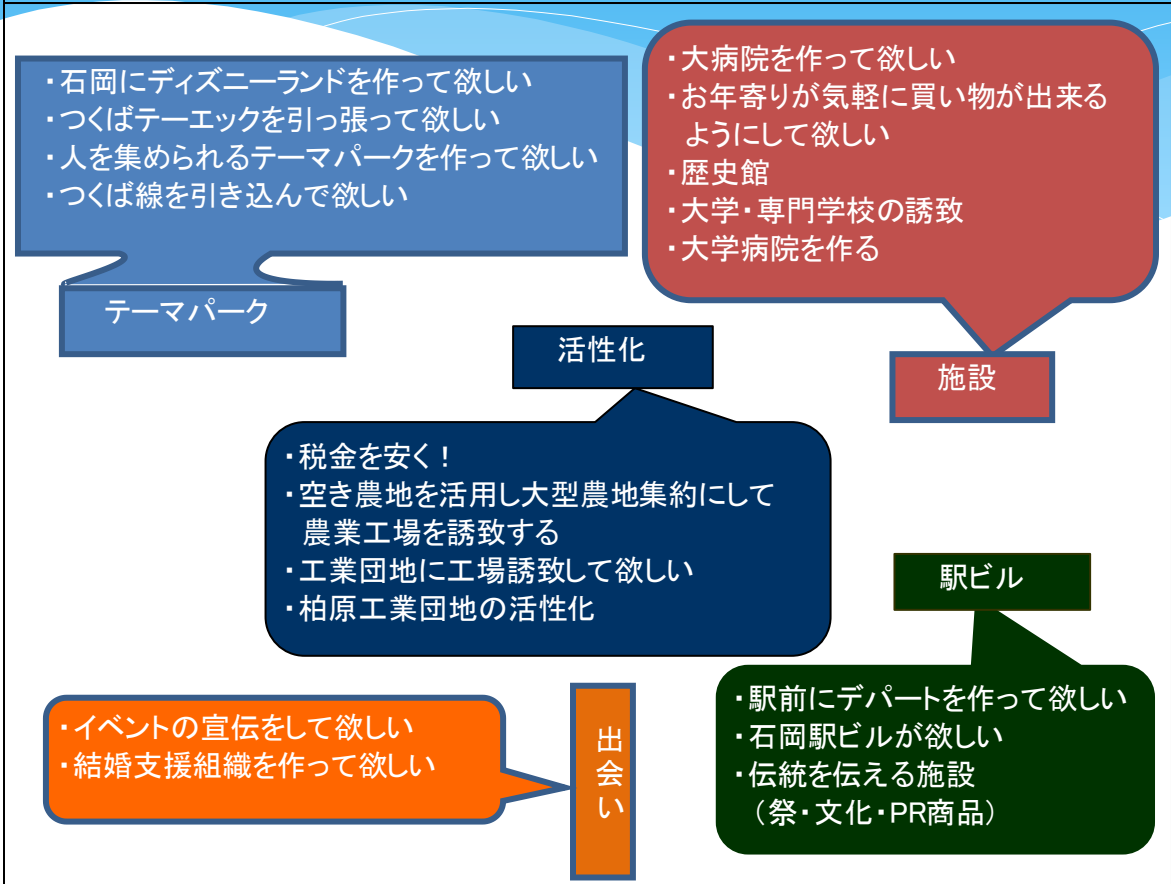 ・石岡にディズニーランドを作って欲しい
・つくばテーエックを引っ張って欲しい
・人を集められるテーマパークを作って欲しい
・つくば線を引き込んで欲しい
テーマパーク
・大病院を作って欲しい
・お年寄りが気軽に買い物が出来る
ようにして欲しい
・歴史館
・大学・専門学校の誘致
・大学病院を作る
施設
活性化
・税金を安く！
・空き農地を活用し大型農地集約にして
農業工場を誘致する
・工業団地に工場誘致して欲しい
・柏原工業団地の活性化
駅ビル
・駅前にデパートを作って欲しい
・石岡駅ビルが欲しい
・伝統を伝える施設
（祭・文化・PR商品）
・イベントの宣伝をして欲しい
・結婚支援組織を作って欲しい
出会い